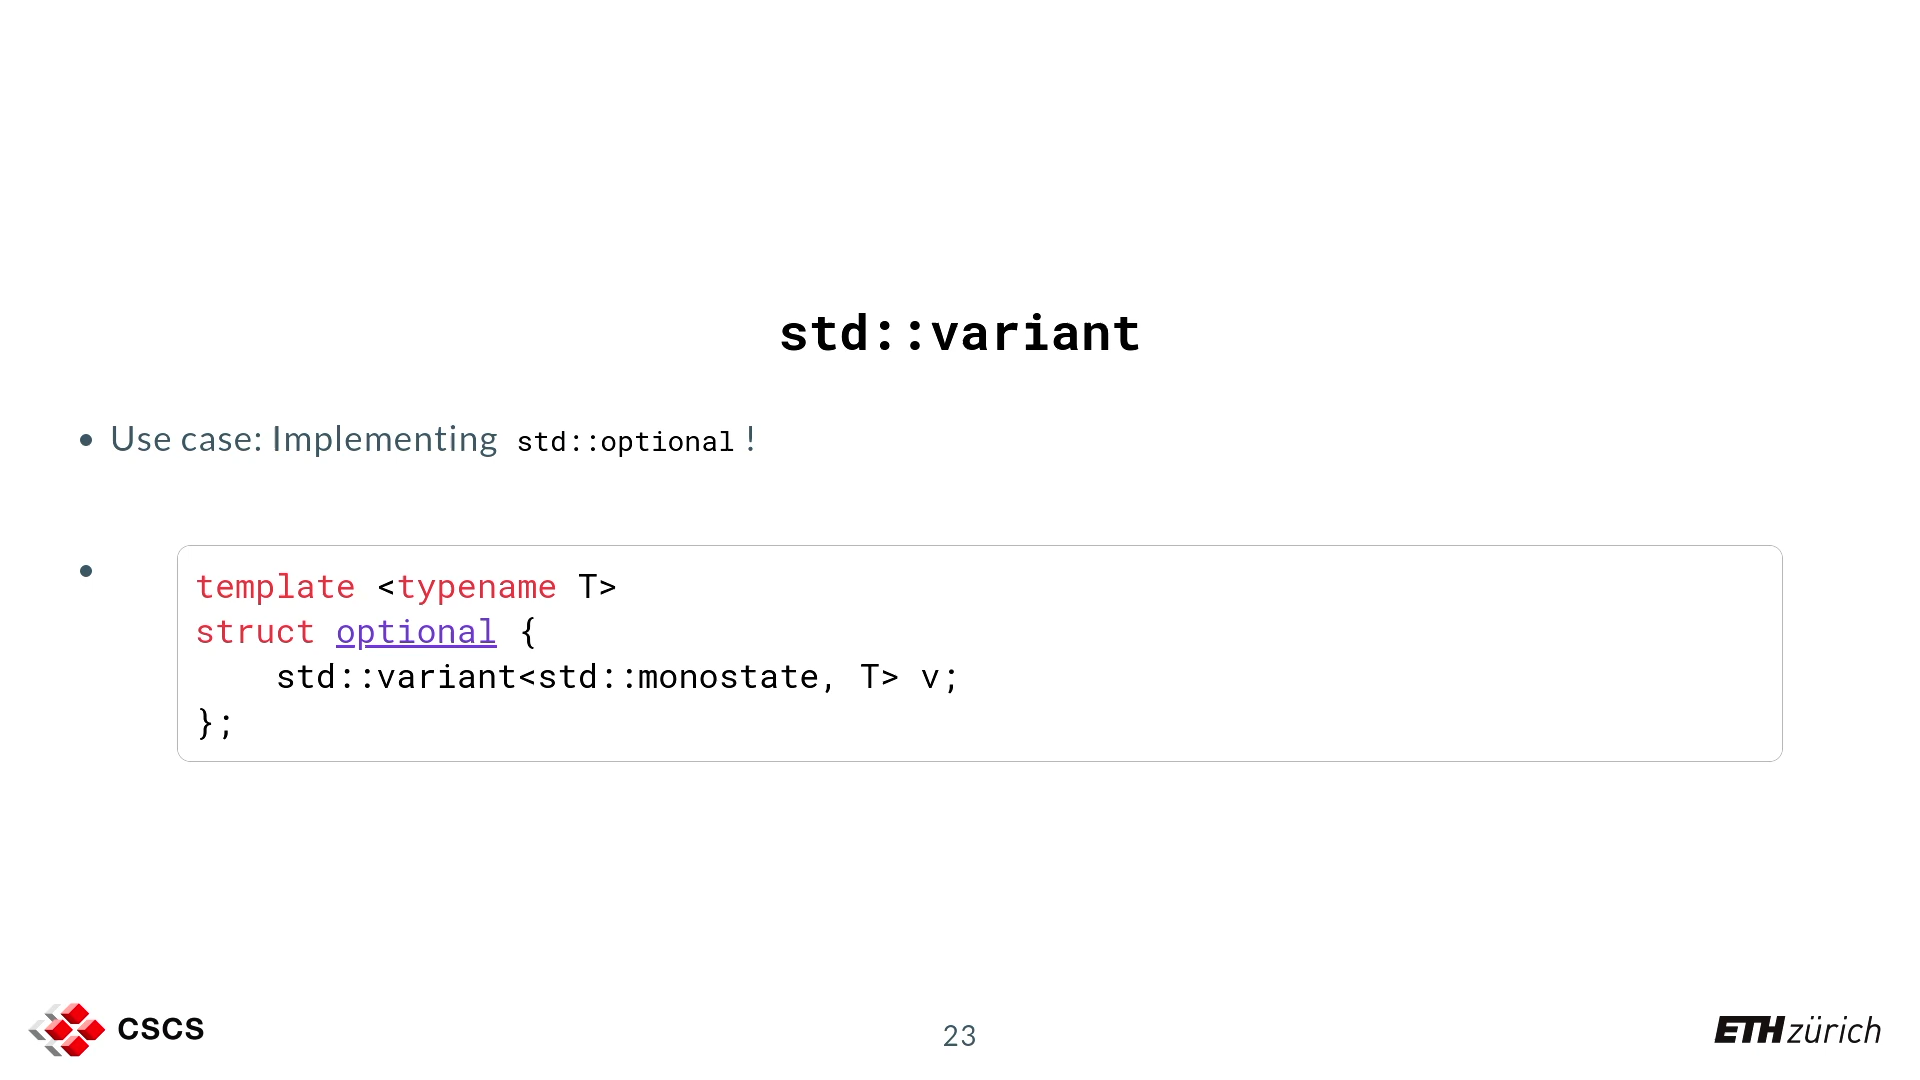 std::variant
• Use case: Implementing std::optional !
•
template <typename T>
struct optional {
    std::variant<std::monostate, T> v;
};
CSCS
23
ETH zürich